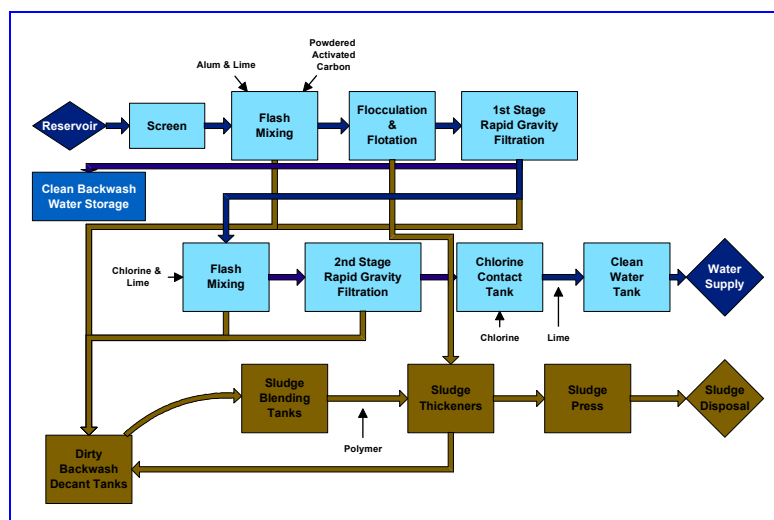 Powdered
Activated
Carbon
Alum & Lime
Reservoir
Screen
Flash
Mixing
Flocculation
&
Flotation
1st Stage
Rapid Gravity
Filtration
Clean Backwash
Water Storage
Chlorine &
Lime
Flash
Mixing
2nd Stage
Rapid Gravity
Filtration
Chlorine
Contact
Tank
Clean
Water
Tank
Water
Supply
Chlorine
Lime
Sludge
Blending
Tanks
Sludge
Thickeners
Sludge
Press
Sludge
Disposal
Polymer
Dirty
Backwash
Decant Tanks